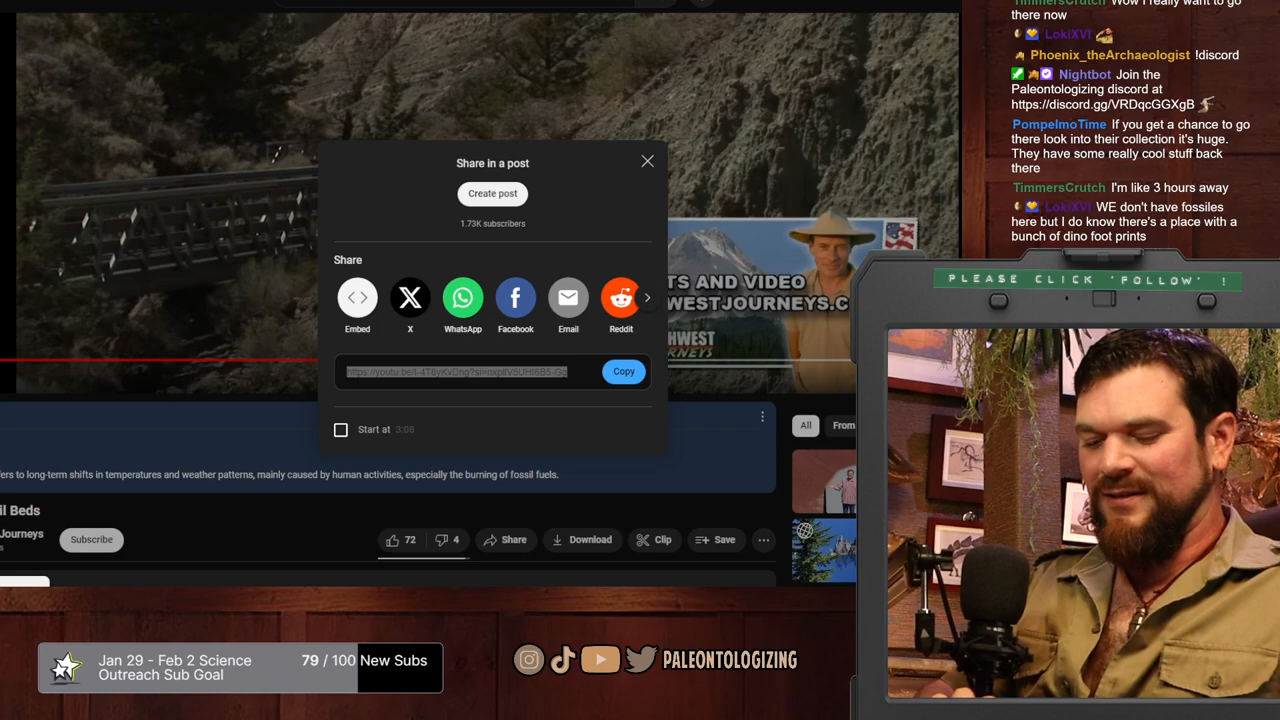 TimmersCrutch Wow I really want to go
there now
LokiXVI
Phoenix_theArchaeologist !discord
Nightbot Join the
Paleontologizing discord at
https://discord.gg/VRDqcGGXgB
PompelmoTime If you get a chance to go
there look into their collection it's huge.
They have some really cool stuff back
there
TimmersCrutch I'm like 3 hours away
LokiXVI WE don't have fossiles
here but I do know there's a place with a
bunch of dino foot prints
PLEASE CLICK 'FOLLOW' !
Share in a post
Create post
1.73K subscribers
Share
Embed
X
WhatsApp
Facebook
Email
Reddit
Copy
Start at 3:08
TS AND VIDEO
WESTJOURNEYS.C
HWEST
RNEYS
fers to long-term shifts in temperatures and weather patterns, mainly caused by human activities, especially the burning of fossil fuels.
il Beds
Journeys
Subscribe
72
4
Share
Download
Clip
Save
All
From
Jan 29 - Feb 2 Science
Outreach Sub Goal
79 / 100 New Subs
PALEONTOLOGIZING